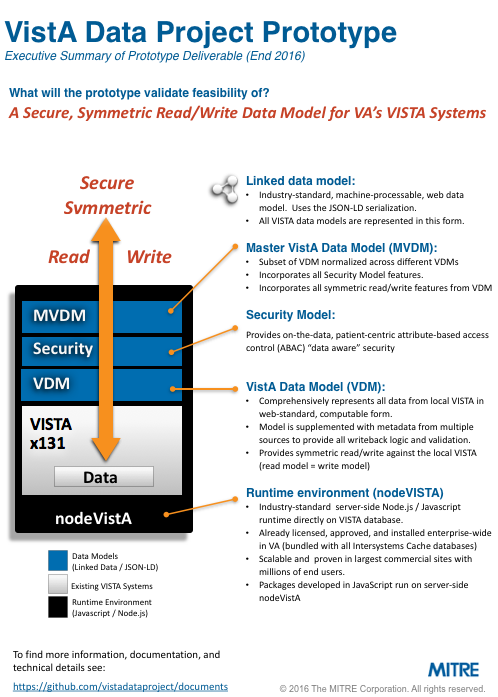 VistA Data Project Prototype
Executive Summary of Prototype Deliverable (End 2016)
What will the prototype validate feasibility of?
A Secure, Symmetric Read/Write Data Model for VA's VISTA Systems
Secure
Symmetric
Read
Write
MVDM
Security
VDM
VISTA
x131
Data
nodeVistA
Data Models
(Linked Data / JSON-LD)
Existing VISTA Systems
Runtime Environment
(Javascript / Node.js)
Linked data model:
• Industry-standard, machine-processable, web data
model. Uses the JSON-LD serialization.
• All VISTA data models are represented in this form.
Master VistA Data Model (MVDM):
• Subset of VDM normalized across different VDMs
• Incorporates all Security Model features.
• Incorporates all symmetric read/write features from VDM
Security Model:
Provides on-the-data, patient-centric attribute-based access
control (ABAC) “data aware” security
VistA Data Model (VDM):
• Comprehensively represents all data from local VISTA in
web-standard, computable form.
• Model is supplemented with metadata from multiple
sources to provide all writeback logic and validation.
• Provides symmetric read/write against the local VISTA
(read model = write model)
Runtime environment (nodeVISTA)
• Industry-standard server-side Node.js / Javascript
runtime directly on VISTA database.
• Already licensed, approved, and installed enterprise-wide
in VA (bundled with all Intersystems Cache databases)
• Scalable and proven in largest commercial sites with
millions of end users.
• Packages developed in JavaScript run on server-side
nodeVistA
To find more information, documentation, and
technical details see:
https://github.com/vistadataproject/documents
MITRE
© 2016 The MITRE Corporation. All rights reserved.